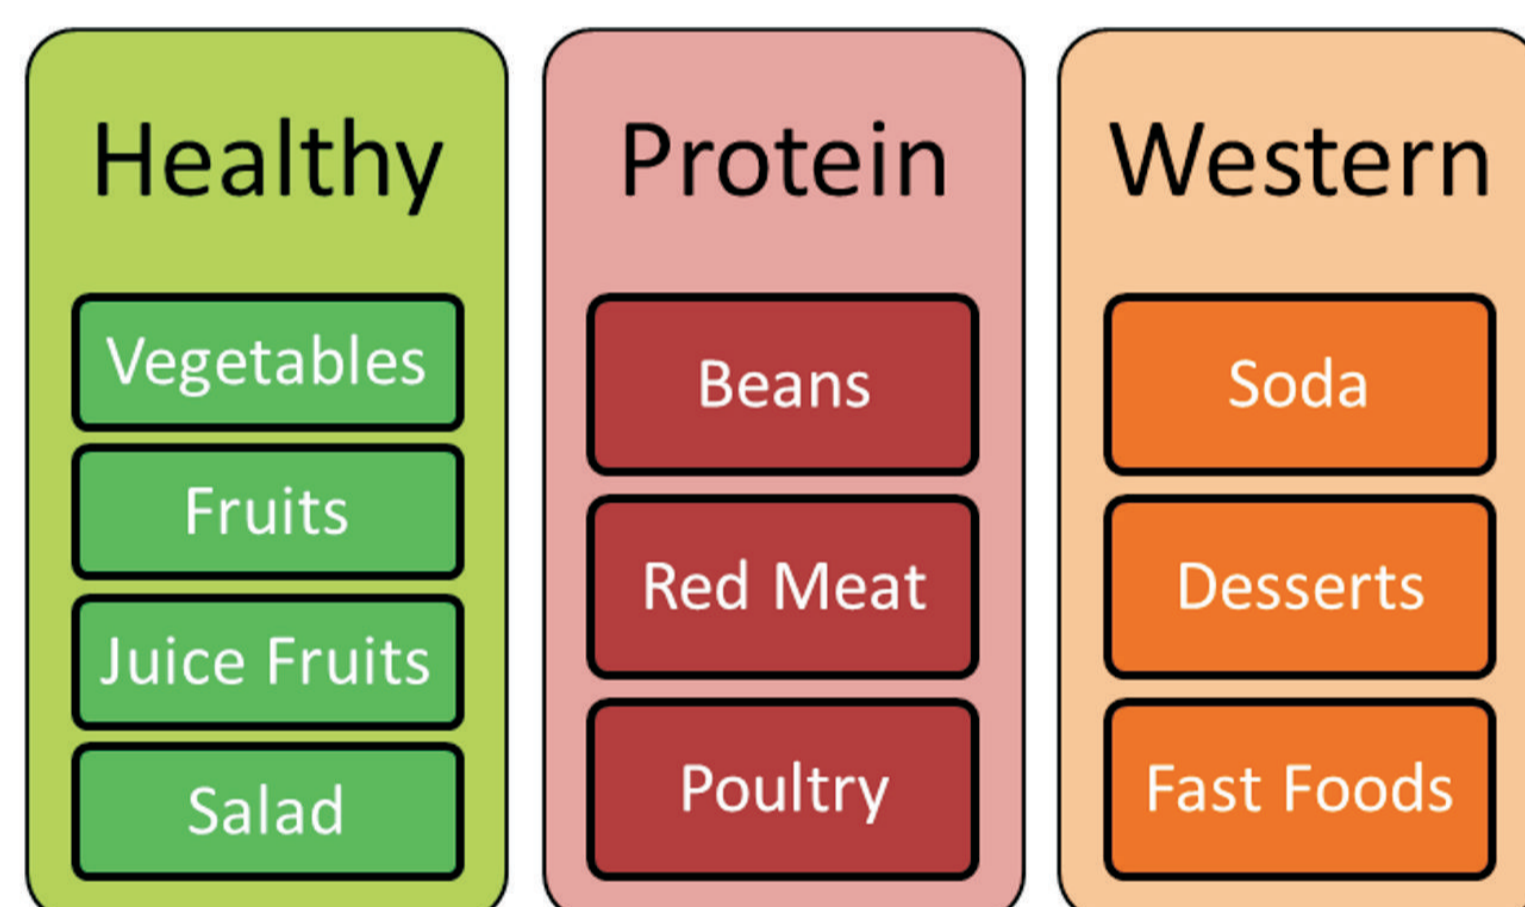 Healthy
Vegetables
Fruits
Juice Fruits
Salad
Protein
Beans
Red Meat
Poultry
Western
Soda
Desserts
Fast Foods